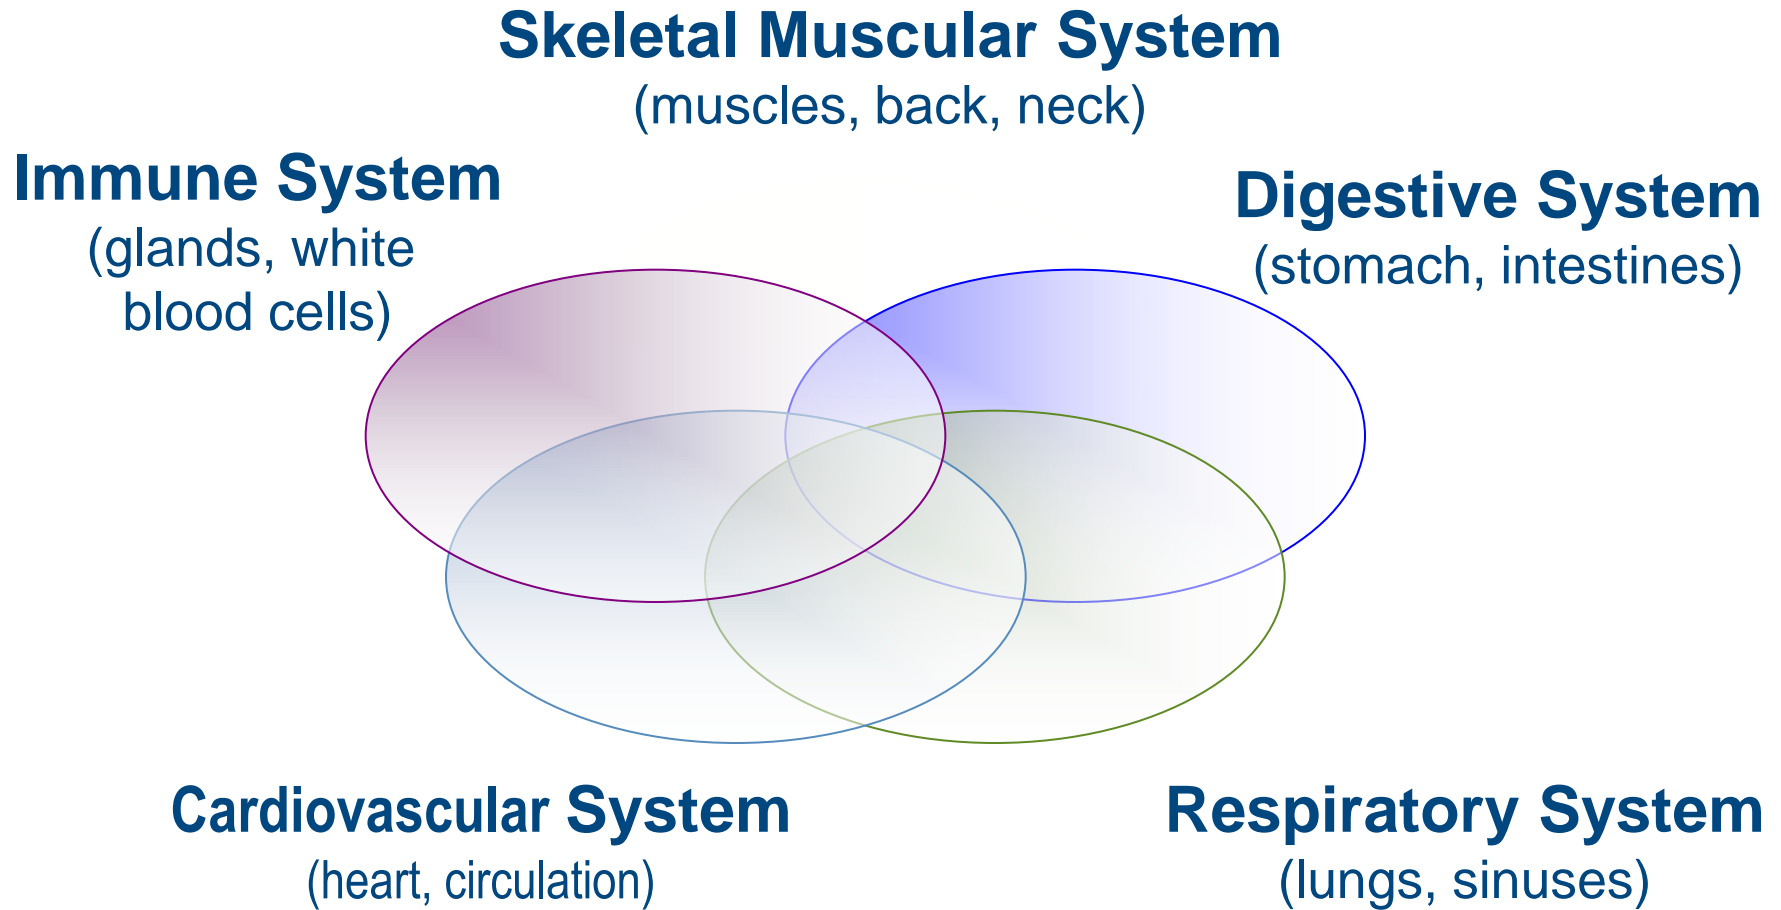 Skeletal Muscular System
(muscles, back, neck)
Immune System
(glands, white
blood cells)
Digestive System
(stomach, intestines)
Cardiovascular System
(heart, circulation)
Respiratory System
(lungs, sinuses)